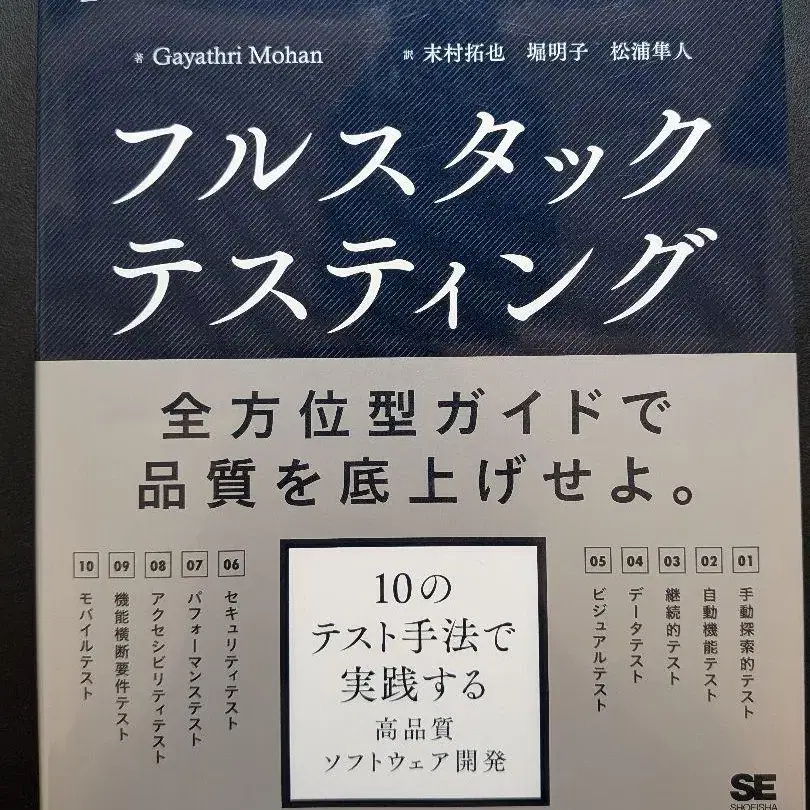 著 Gayathri Mohan 訳 末村拓也 堀明子 松浦隼人
フルスタック
テスティング
全方位型ガイドで
品質を底上げせよ。
01 手動探索的テスト
02 自動機能テスト
03 継続的テスト
04 データテスト
05 ビジュアルテスト
10の
テスト手法で
実践する
高品質
ソフトウェア開発
06 セキュリティテスト
07 パフォーマンステスト
08 アクセシビリティテスト
09 機能横断要件テスト
10 モバイルテスト
SE
SHOEISHA